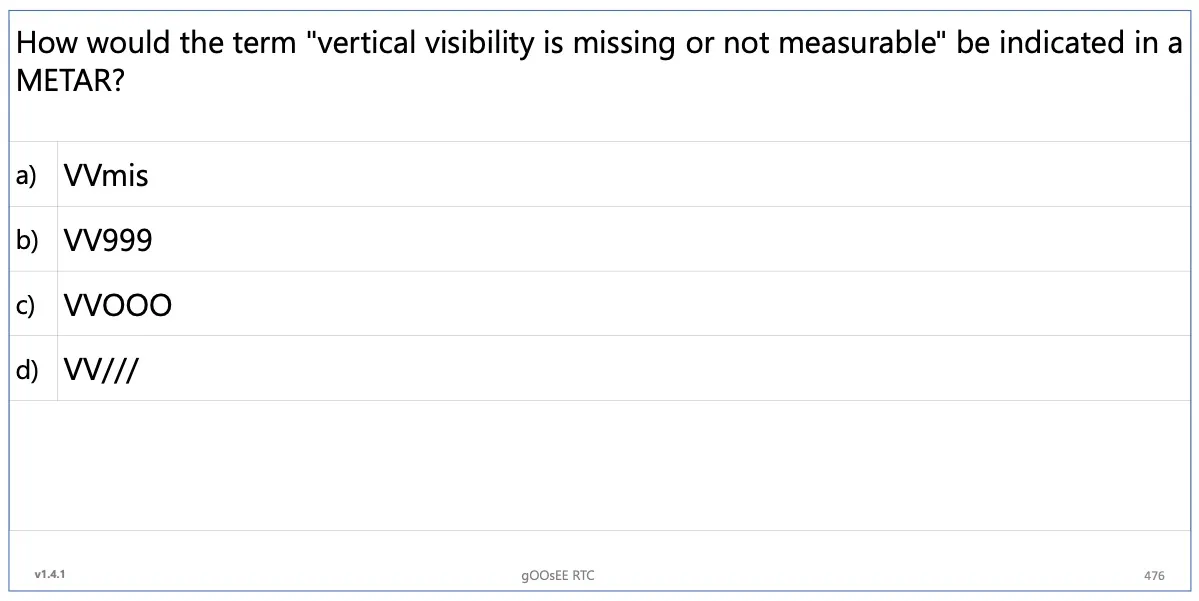 How would the term "vertical visibility is missing or not measurable" be indicated in a
METAR?
a) VVmis
b) VV999
c) VVOOO
d) VV///
v1.4.1 gOOsEE RTC 476